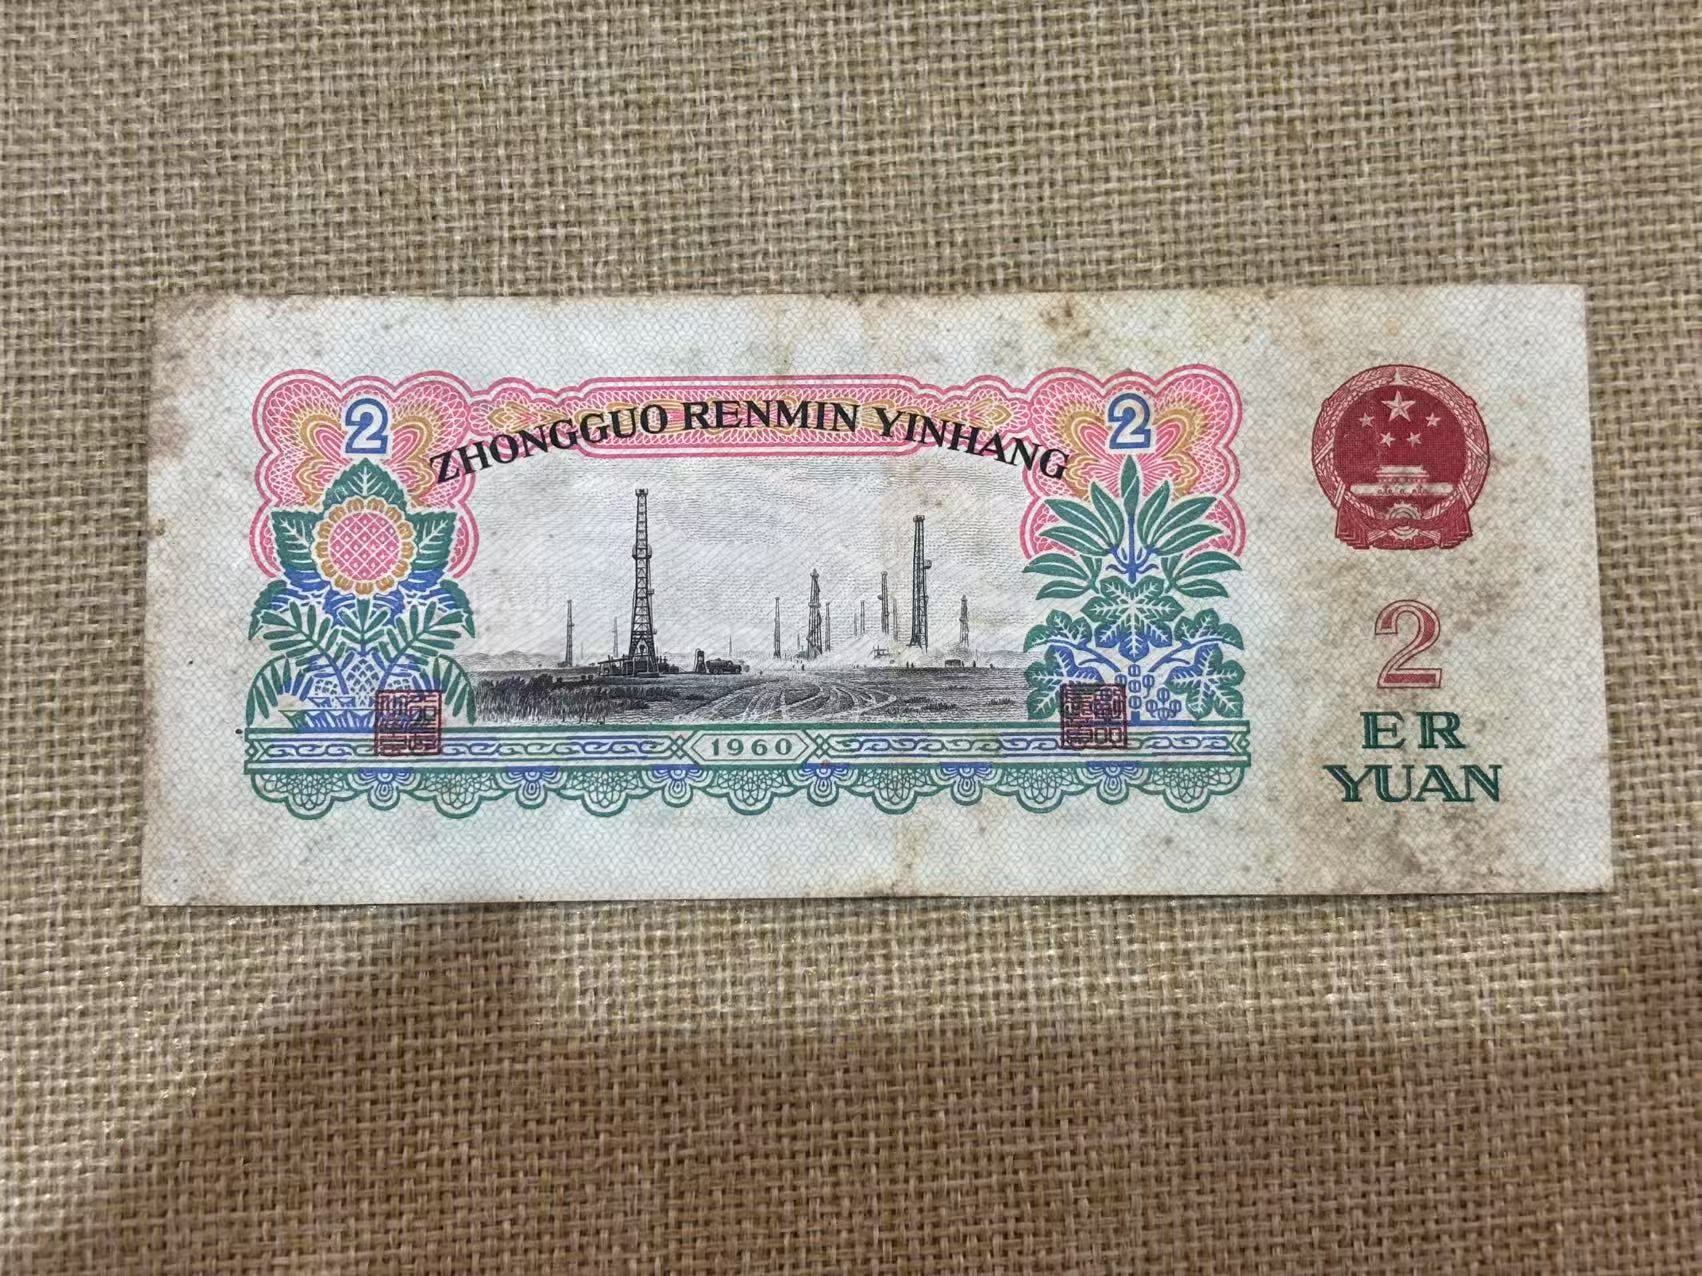 2
2
ZHONGGUO RENMIN YINHANG
2
ER
YUAN
1960